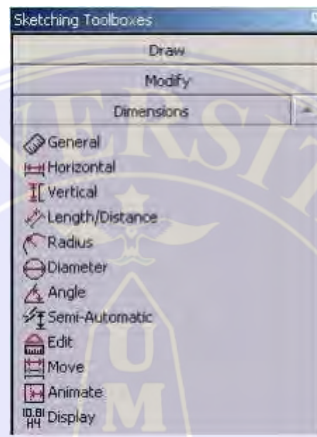 Sketching Toolboxes
Draw
Modify
Dimensions
General
Horizontal
Vertical
Length/Distance
Radius
Diameter
Angle
Semi-Automatic
Edit
Move
Animate
Display